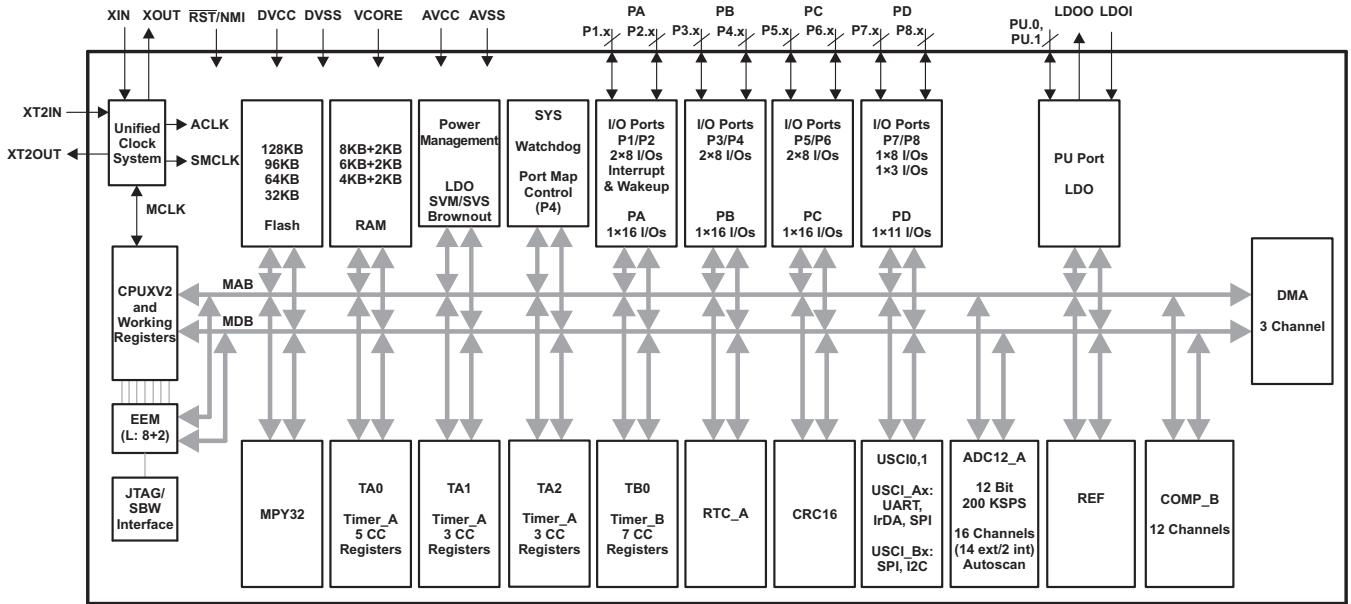 XIN XOUT RST/NMI DVCC DVSS VCORE AVCC AVSS PA PB PC PD LDOO LDOI
P1.x P2.x P3.x P4.x P5.x P6.x P7.x P8.x PU.0,
PU.1
XT2IN
XT2OUT
Unified
Clock
System
ACLK
SMCLK
MCLK
128KB
96KB
64KB
32KB
Flash
8KB+2KB
6KB+2KB
4KB+2KB
RAM
Power
Management
LDO
SVM/SVS
Brownout
SYS
Watchdog
Port Map
Control
(P4)
I/O Ports
P1/P2
2×8 I/Os
Interrupt
& Wakeup
PA
1×16 I/Os
I/O Ports
P3/P4
2×8 I/Os
PB
1×16 I/Os
I/O Ports
P5/P6
2×8 I/Os
PC
1×16 I/Os
I/O Ports
P7/P8
1×8 I/Os
1×3 I/Os
PD
1×11 I/Os
PU Port
LDO
CPUXV2
and
Working
Registers
MAB
MDB
DMA
3 Channel
EEM
(L: 8+2)
JTAG/
SBW
Interface
MPY32
TA0
Timer_A
5 CC
Registers
TA1
Timer_A
3 CC
Registers
TA2
Timer_A
3 CC
Registers
TB0
Timer_B
7 CC
Registers
RTC_A
CRC16
USCI0,1
USCI_Ax:
UART,
IrDA, SPI
USCI_Bx:
SPI, I2C
ADC12_A
12 Bit
200 KSPS
16 Channels
(14 ext/2 int)
Autoscan
REF
COMP_B
12 Channels